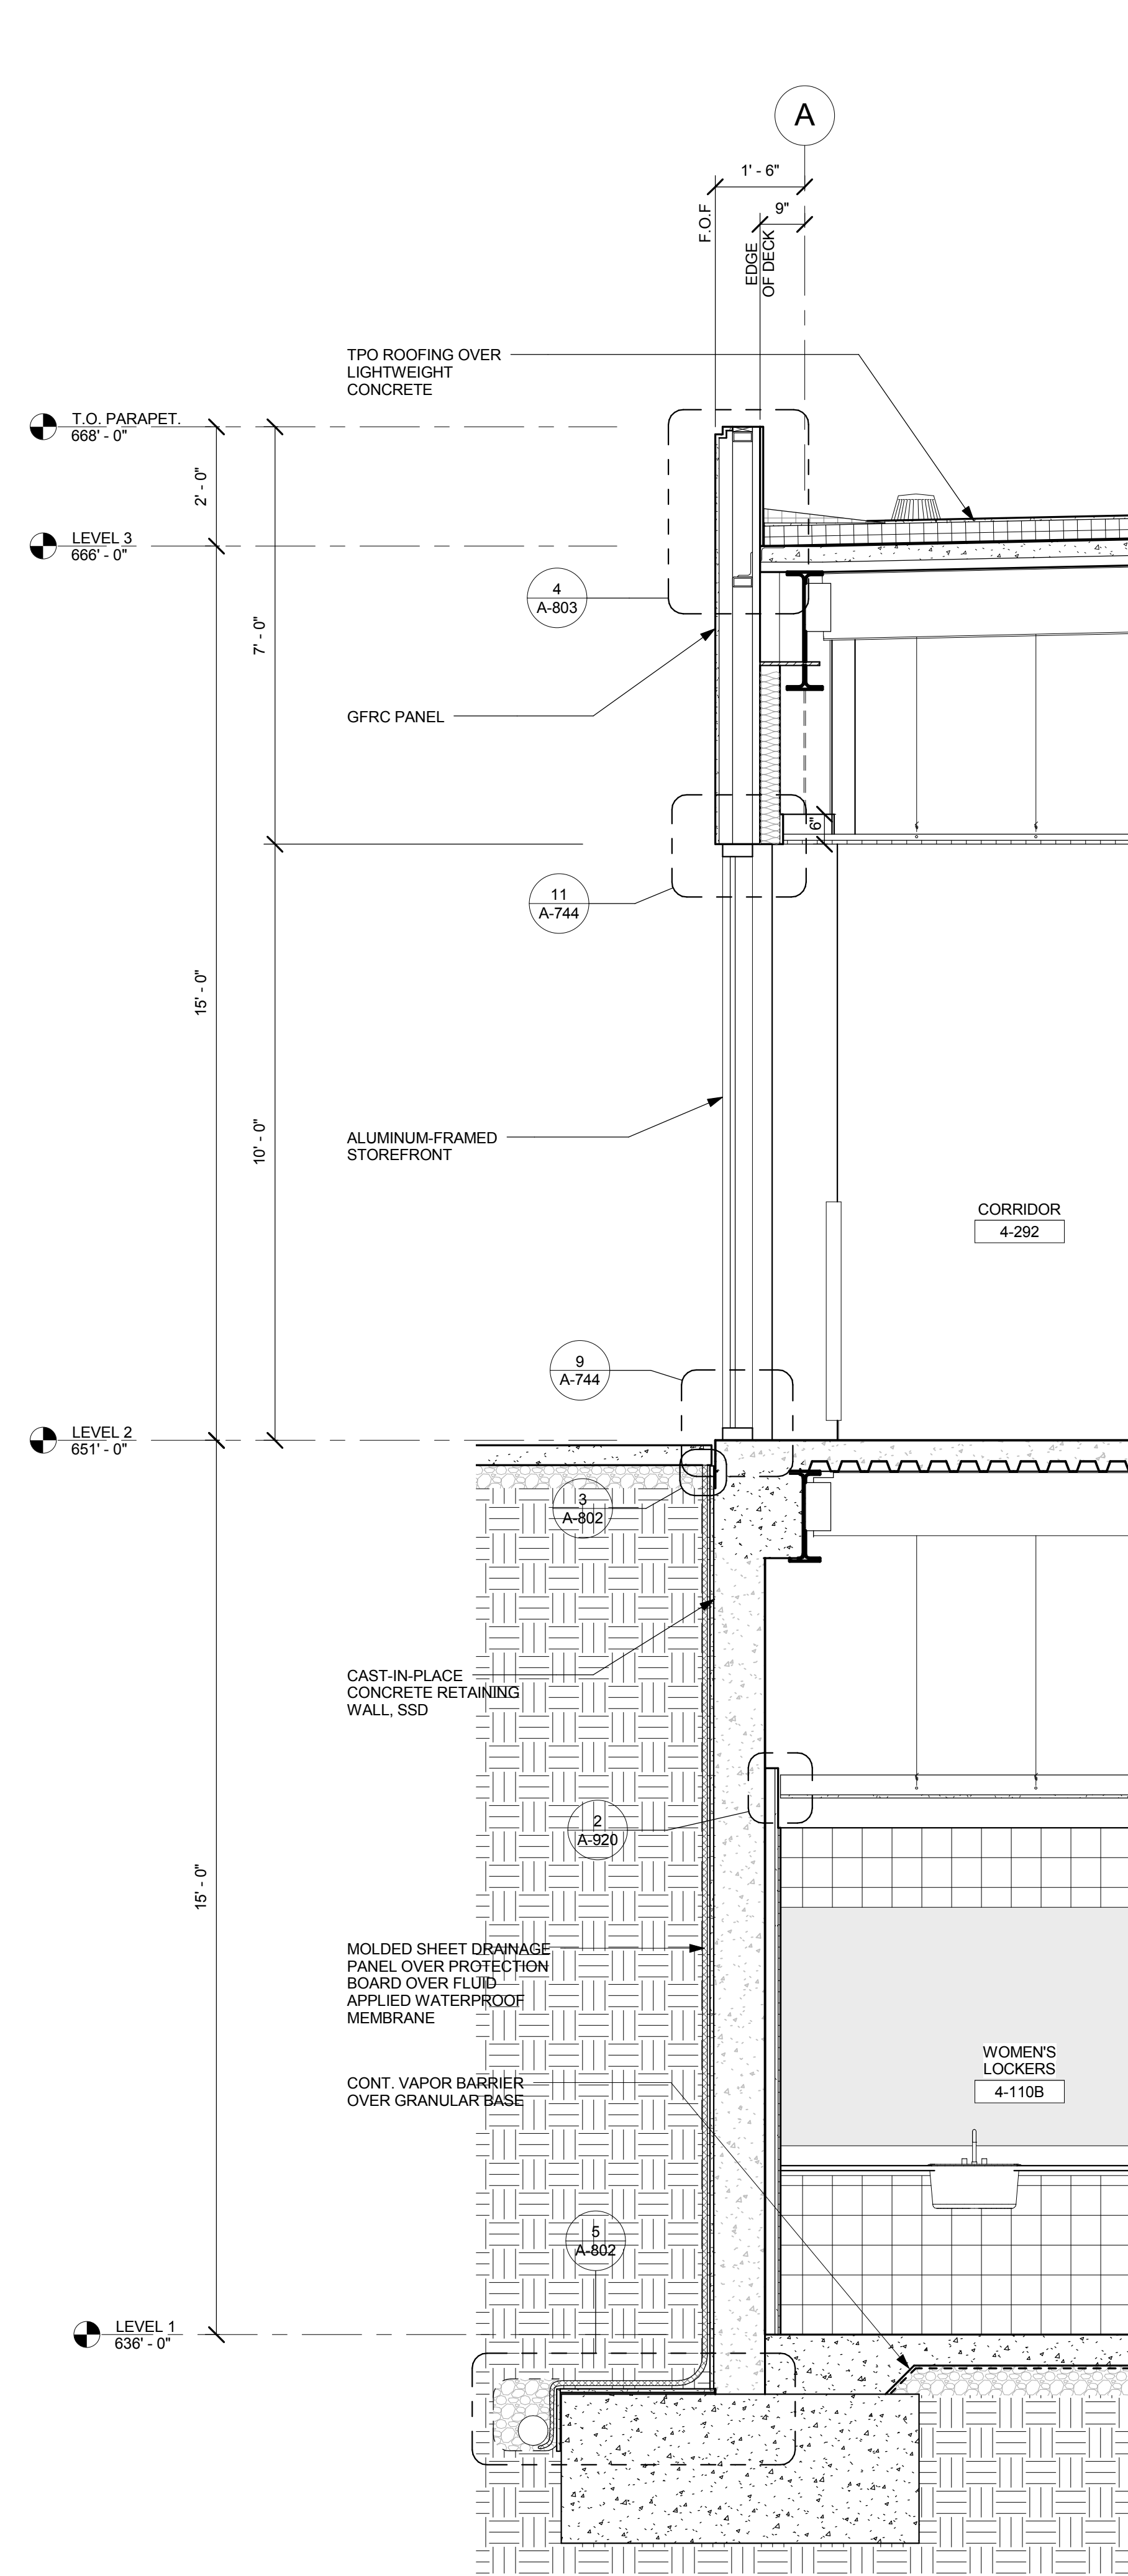 A
1' - 6"
9"
F.O.F
EDGE
OF DECK
TPO ROOFING OVER
LIGHTWEIGHT
CONCRETE
T.O. PARAPET.
668' - 0"
2' - 0"
LEVEL 3
666' - 0"
4
A-803
7' - 0"
GFRC PANEL
6"
11
A-744
15' - 0"
10' - 0"
ALUMINUM-FRAMED
STOREFRONT
CORRIDOR
4-292
9
A-744
LEVEL 2
651' - 0"
3
A-802
CAST-IN-PLACE
CONCRETE RETAINING
WALL, SSD
2
A-920
15' - 0"
MOLDED SHEET DRAINAGE
PANEL OVER PROTECTION
BOARD OVER FLUID
APPLIED WATERPROOF
MEMBRANE
WOMEN'S
LOCKERS
4-110B
CONT. VAPOR BARRIER
OVER GRANULAR BASE
5
A-802
LEVEL 1
636' - 0"